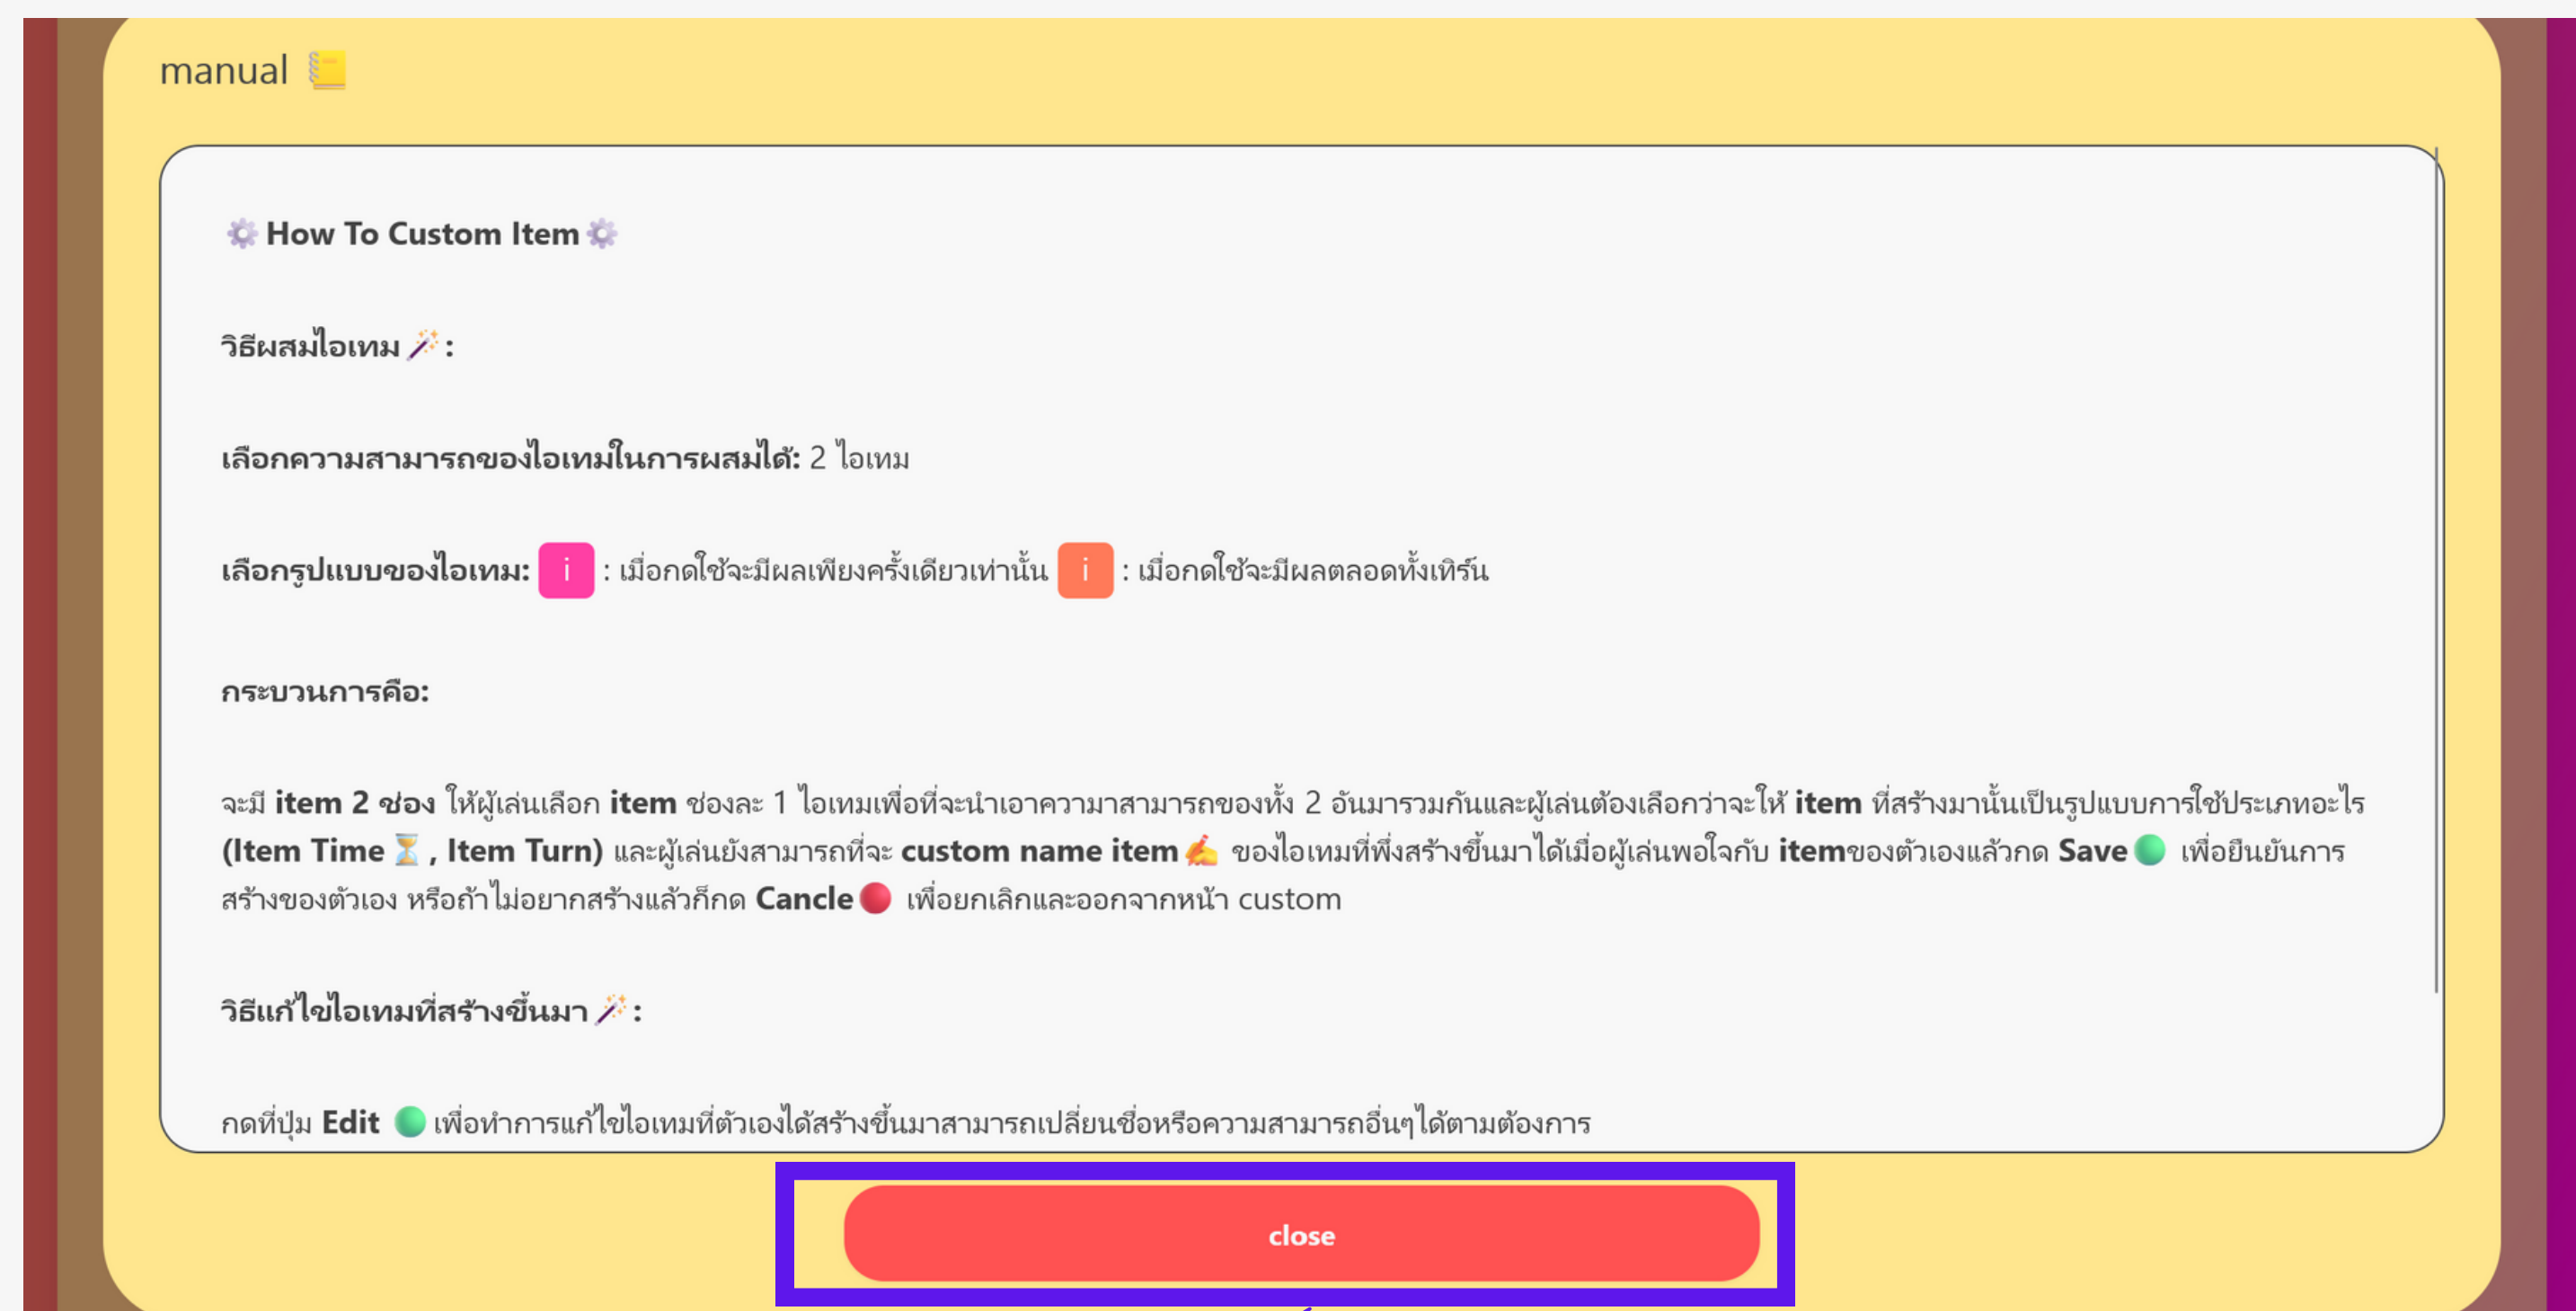 manual
How To Custom Item
วิธีผสมไอเทม :
เลือกความสามารถของไอเทมในการผสมได้: 2 ไอเทม
เลือกรูปแบบของไอเทม: i : เมื่อกดใช้จะมีผลเพียงครั้งเดียวเท่านั้น i : เมื่อกดใช้จะมีผลตลอดทั้งเทิร์น
กระบวนการคือ:
จะมี item 2 ช่อง ให้ผู้เล่นเลือก item ช่องละ 1 ไอเทมเพื่อที่จะนำเอาความาสามารถของทั้ง 2 อันมารวมกันและผู้เล่นต้องเลือกว่าจะให้ item ที่สร้างมานั้นเป็นรูปแบบการใช้ประเภทอะไร
(Item Time ⏳ , Item Turn) และผู้เล่นยังสามารถที่จะ custom name item✍ ของไอเทมที่พึ่งสร้างขึ้นมาได้เมื่อผู้เล่นพอใจกับ itemของตัวเองแล้วกด Save🟢 เพื่อยืนยันการ
สร้างของตัวเอง หรือถ้าไม่อยากสร้างแล้วก็กด Cancle🔴 เพื่อยกเลิกและออกจากหน้า custom
วิธีแก้ไขไอเทมที่สร้างขึ้นมา :
กดที่ปุ่ม Edit 🟢 เพื่อทำการแก้ไขไอเทมที่ตัวเองได้สร้างขึ้นมาสามารถเปลี่ยนชื่อหรือความสามารถอื่นๆได้ตามต้องการ
close